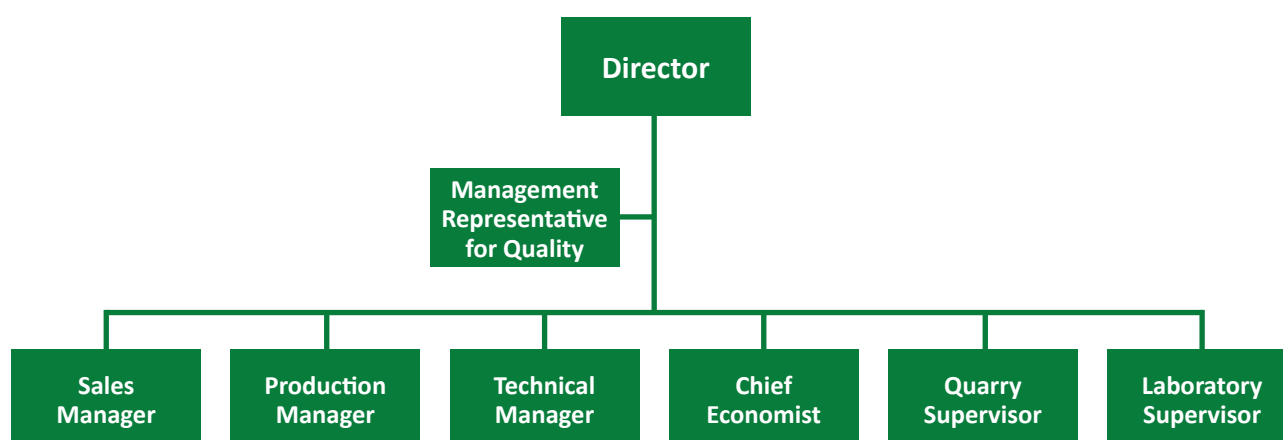 Director
Management
Representative
for Quality
Sales
Manager
Production
Manager
Technical
Manager
Chief
Economist
Quarry
Supervisor
Laboratory
Supervisor